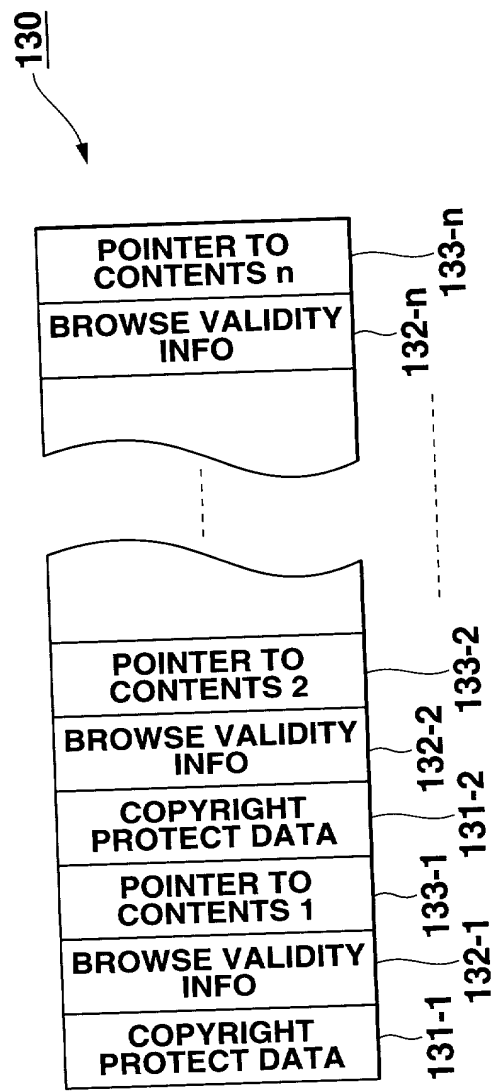 130
POINTER TO
CONTENTS n
133-n
BROWSE VALIDITY
INFO
132-n
POINTER TO
CONTENTS 2
133-2
BROWSE VALIDITY
INFO
132-2
COPYRIGHT
PROTECT DATA
131-2
POINTER TO
CONTENTS 1
133-1
BROWSE VALIDITY
INFO
132-1
COPYRIGHT
PROTECT DATA
131-1